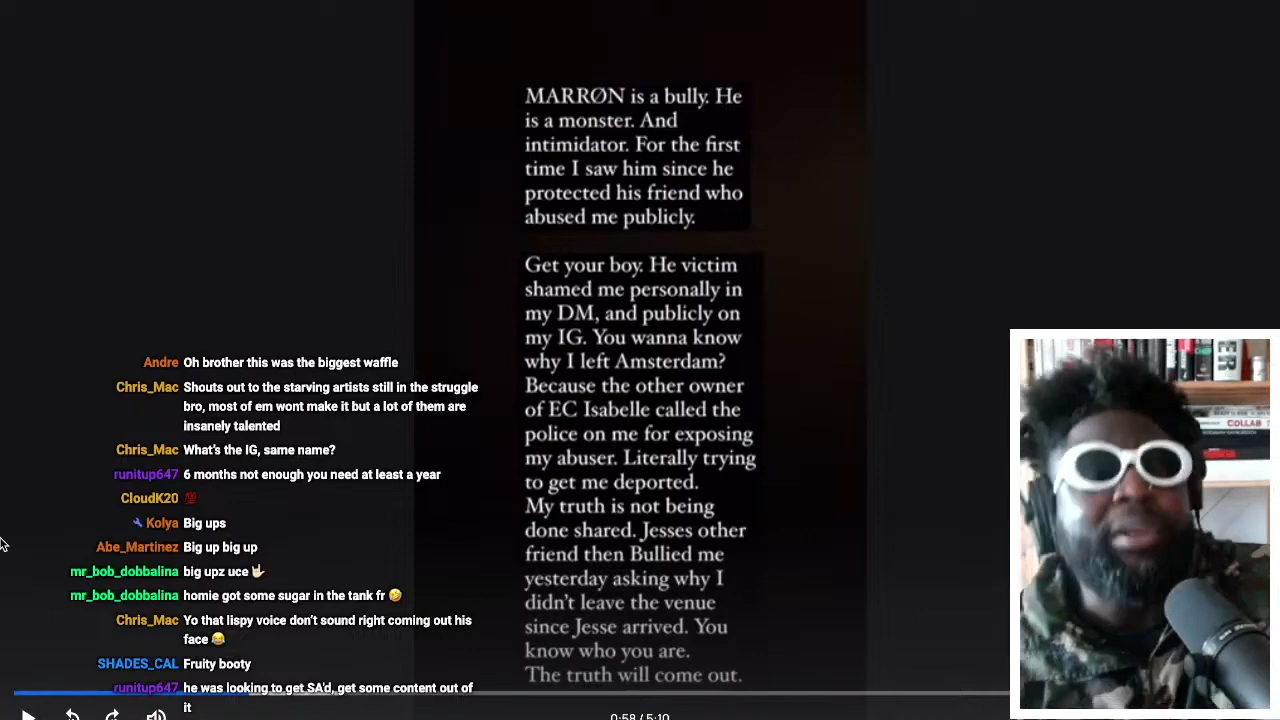 MARRØN is a bully. He
is a monster. And
intimidator. For the first
time I saw him since he
protected his friend who
abused me publicly.
Get your boy. He victim
shamed me personally in
my DM, and publicly on
my IG. You wanna know
why I left Amsterdam?
Because the other owner
of EC Isabelle called the
police on me for exposing
my abuser. Literally trying
to get me deported.
My truth is not being
done shared. Jesses other
friend then Bullied me
yesterday asking why I
didn't leave the venue
since Jesse arrived. You
know who you are.
The truth will come out.
Andre Oh brother this was the biggest waffle
Chris_Mac Shouts out to the starving artists still in the struggle
bro, most of em wont make it but a lot of them are
insanely talented
Chris_Mac What's the IG, same name?
runitup647 6 months not enough you need at least a year
CloudK20 💯
Kolya Big ups
Abe_Martinez Big up big up
mr_bob_dobbalina big upz uce 🤟🏻
mr_bob_dobbalina homie got some sugar in the tank fr 🤣
Chris_Mac Yo that lispy voice don't sound right coming out his
face 😂
SHADES_CAL Fruity booty
runitup647 he was looking to get SA'd, get some content out of
it
0:58 / 5:10
COLLAB